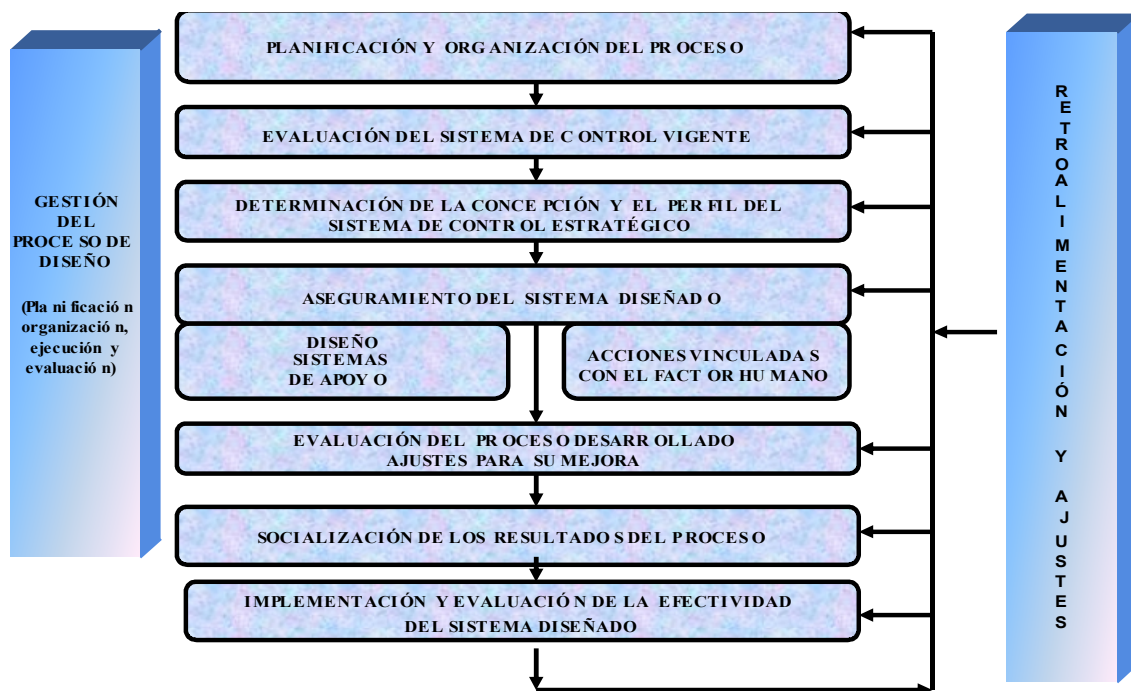 PLANIFICACIÓN Y ORGANIZACIÓN DEL PROCESO
EVALUACIÓN DEL SISTEMA DE CONTROL VIGENTE
DETERMINACIÓN DE LA CONCEPCIÓN Y EL PERFIL DEL
SISTEMA DE CONTROL ESTRATÉGICO
ASEGURAMIENTO DEL SISTEMA DISEÑADO
DISEÑO
SISTEMAS
DE APOYO
ACCIONES VINCULADAS
CON EL FACTOR HUMANO
EVALUACIÓN DEL PROCESO DESARROLLADO
AJUSTES PARA SU MEJORA
SOCIALIZACIÓN DE LOS RESULTADOS DEL PROCESO
IMPLEMENTACIÓN Y EVALUACIÓN DE LA EFECTIVIDAD
DEL SISTEMA DISEÑADO
GESTIÓN
DEL
PROCESO DE
DISEÑO
(Planificación
organización,
ejecución y
evaluación)
RETROALIMENTACIÓN Y AJUSTES